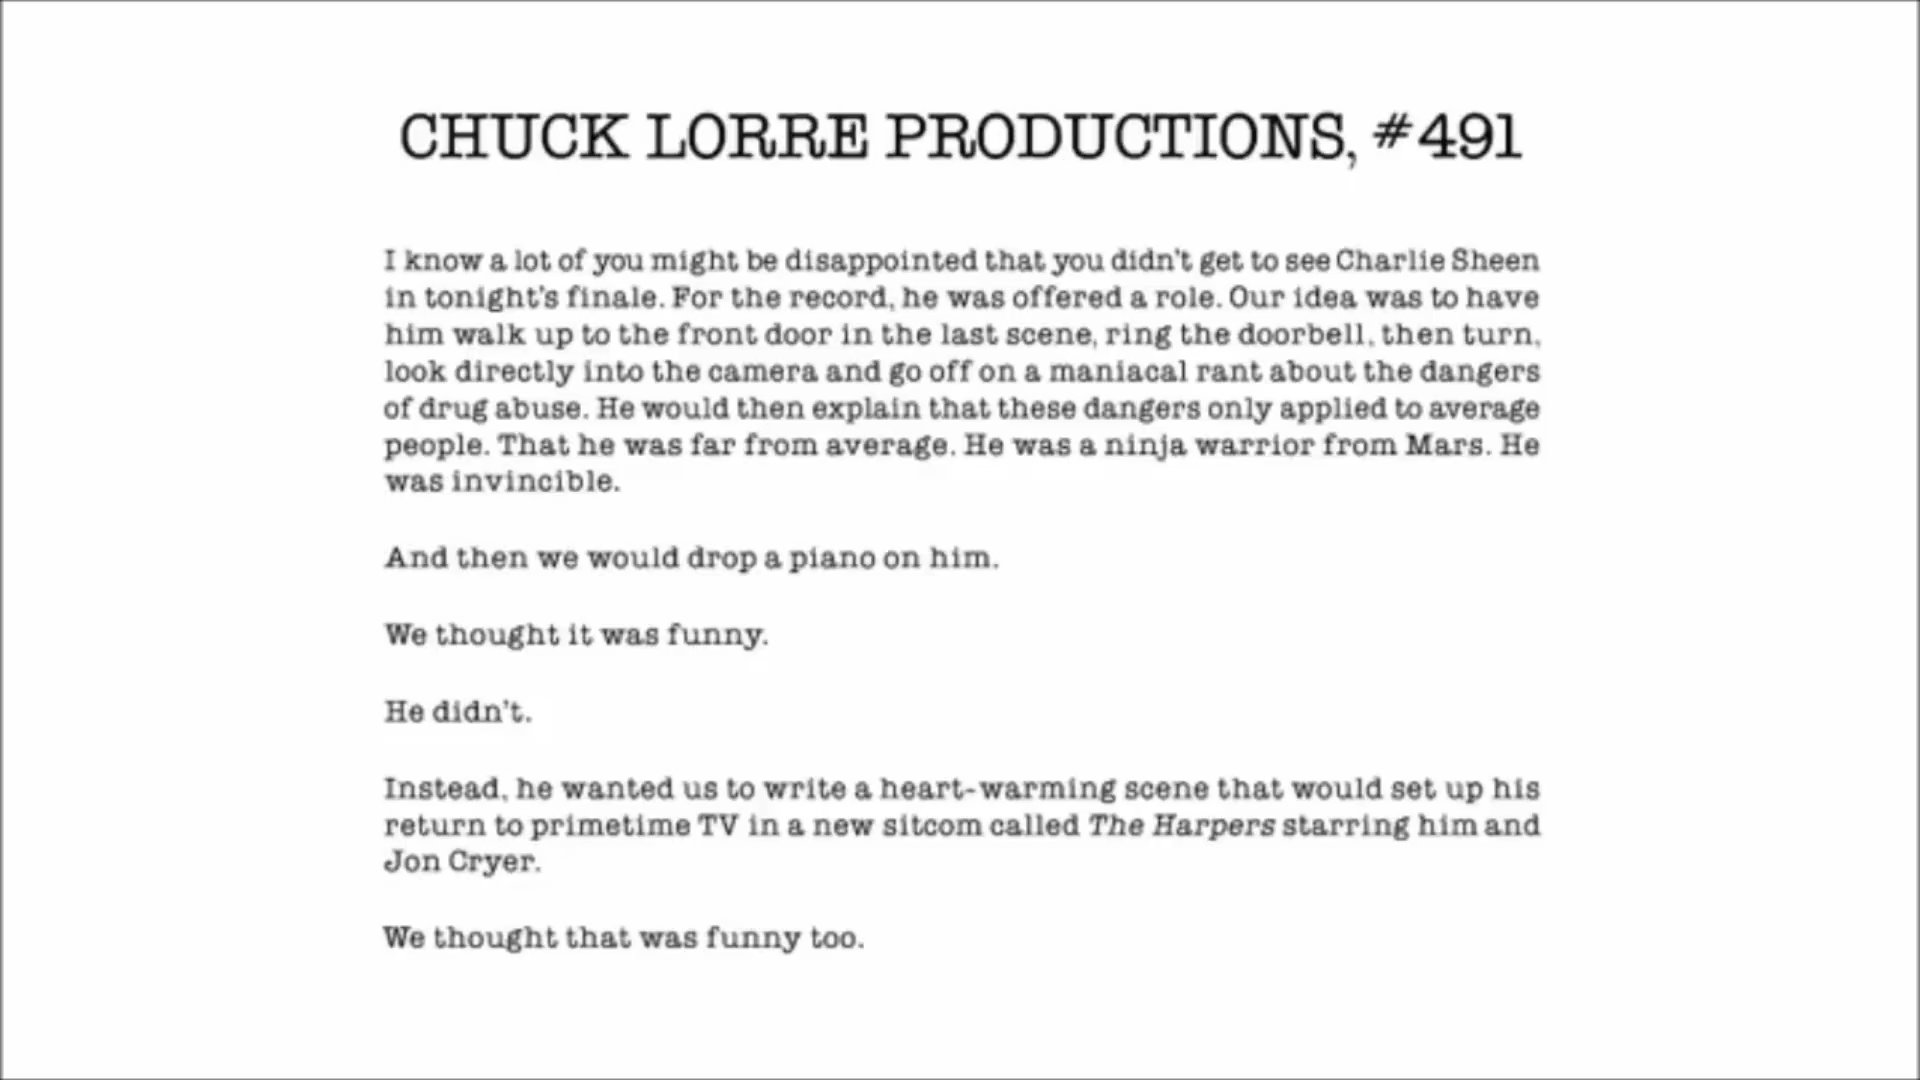 CHUCK LORRE PRODUCTIONS, #491
I know a lot of you might be disappointed that you didn't get to see Charlie Sheen
in tonight's finale. For the record, he was offered a role. Our idea was to have
him walk up to the front door in the last scene, ring the doorbell, then turn,
look directly into the camera and go off on a maniacal rant about the dangers
of drug abuse. He would then explain that these dangers only applied to average
people. That he was far from average. He was a ninja warrior from Mars. He
was invincible.
And then we would drop a piano on him.
We thought it was funny.
He didn't.
Instead, he wanted us to write a heart-warming scene that would set up his
return to primetime TV in a new sitcom called The Harpers starring him and
Jon Cryer.
We thought that was funny too.